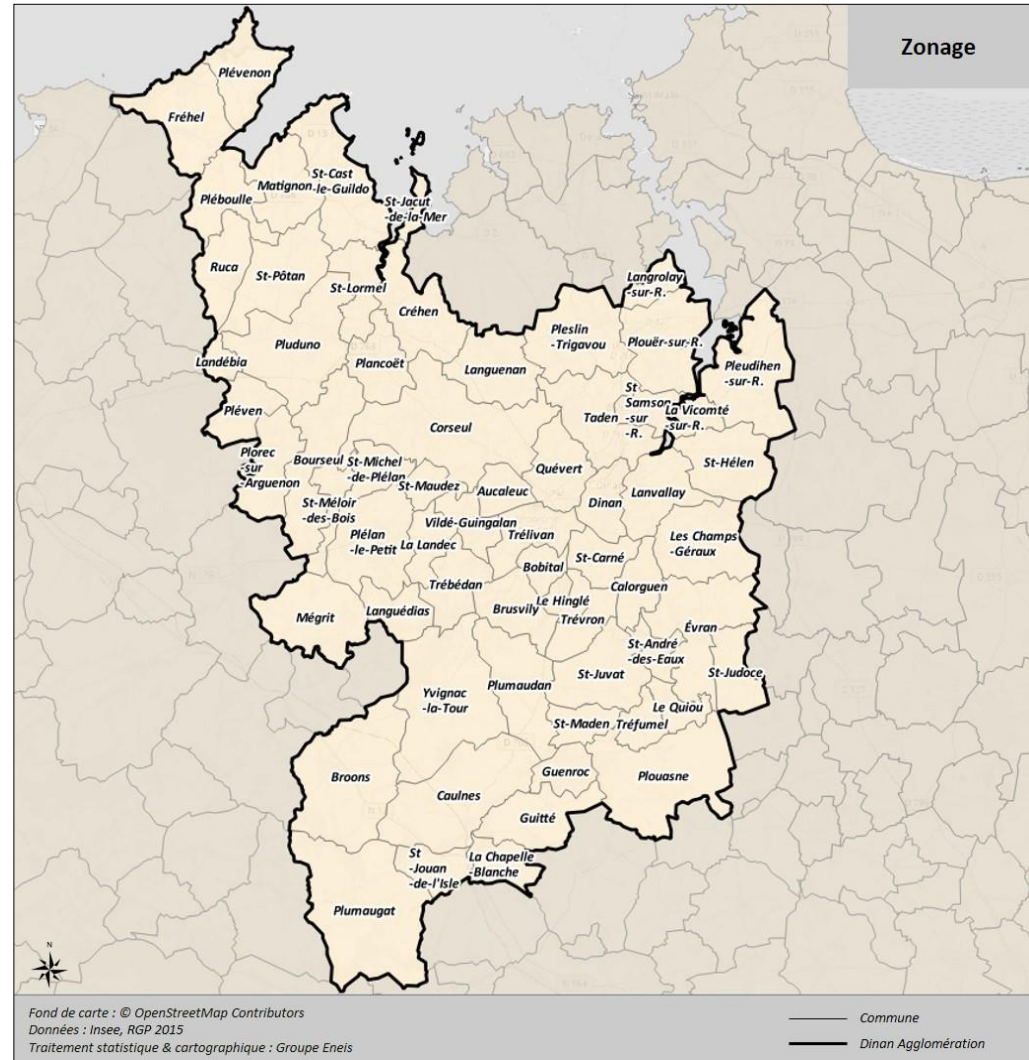 Zonage
Plévenon
Fréhel
St-Cast
-le-Guildo
Matignon
St-Jacut
-de-la-Mer
Pléboulle
Ruca
St-Pôtan
St-Lormel
Créhen
Langrolay
-sur-R.
Pleslin
-Trigavou
Plouër-sur-R.
Pleudihen
-sur-R.
Pluduno
Landébia
Plancoët
Languenan
St
Samson
-sur
-R.
Taden
La Vicomté
-sur-R.
Pléven
Corseul
Plorec
-sur
-Arguenon
Bourseul
St-Michel
-de-Plélan
St-Maudez
Aucaleuc
Quévert
Dinan
Lanvallay
St-Hélen
St-Méloir
-des-Bois
Vildé-Guingalan
Trélivan
Plélan
-le-Petit
La Landec
Bobital
St-Carné
Les Champs
-Géraux
Trébédan
Calorguen
Mégrit
Languédias
Brusvily
Le Hinglé
Trévron
Évran
St-André
-des-Eaux
St-Juvat
St-Judoce
Yvignac
-la-Tour
Plumaudan
Le Quiou
St-Maden
Tréfumel
Broons
Guenroc
Plouasne
Caulnes
Guitté
St
-Jouan
-de-l'Isle
La Chapelle
-Blanche
Plumaugat
N
Fond de carte : © OpenStreetMap Contributors
Données : Insee, RGP 2015
Traitement statistique & cartographique : Groupe Eneis
Commune
Dinan Agglomération